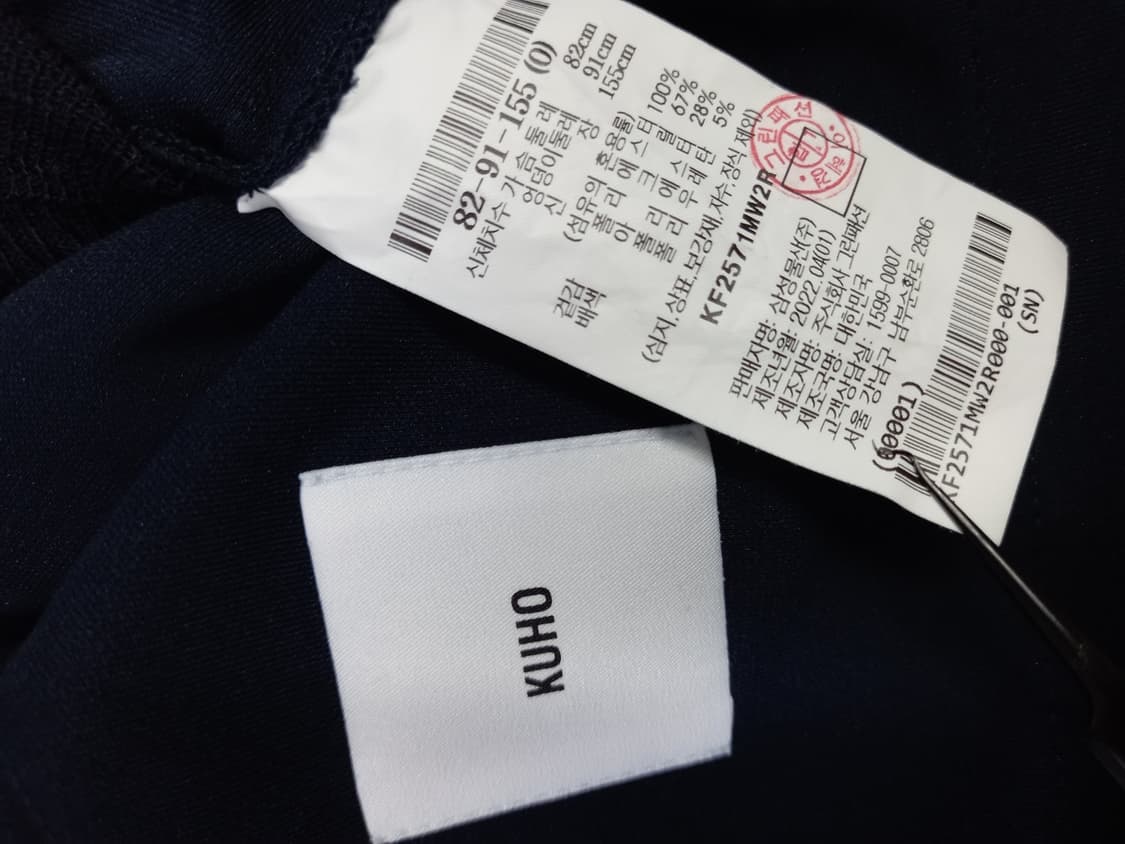 82-91-155 (0)
신체치수 가슴둘레 82cm
엉덩이둘레 91cm
신 장 155cm
(섬유의 혼용률)
겉감 폴리에스터 100%
배색 아크릴 67%
폴리에스터 28%
폴리우레탄 5%
(심지,상표,보강재,자수,장식 제외)
KF2571MW2R
그린패션
판매자명: 삼성물산(주)
제조년월: 2022.04(01)
제조자명: 주식회사 그린패션
제조국명: 대한민국
고객상담실: 1599-0007
서울 강남구 남부순환로 2806
(00001)
KF2571MW2R000-001
(SN)
KUHO